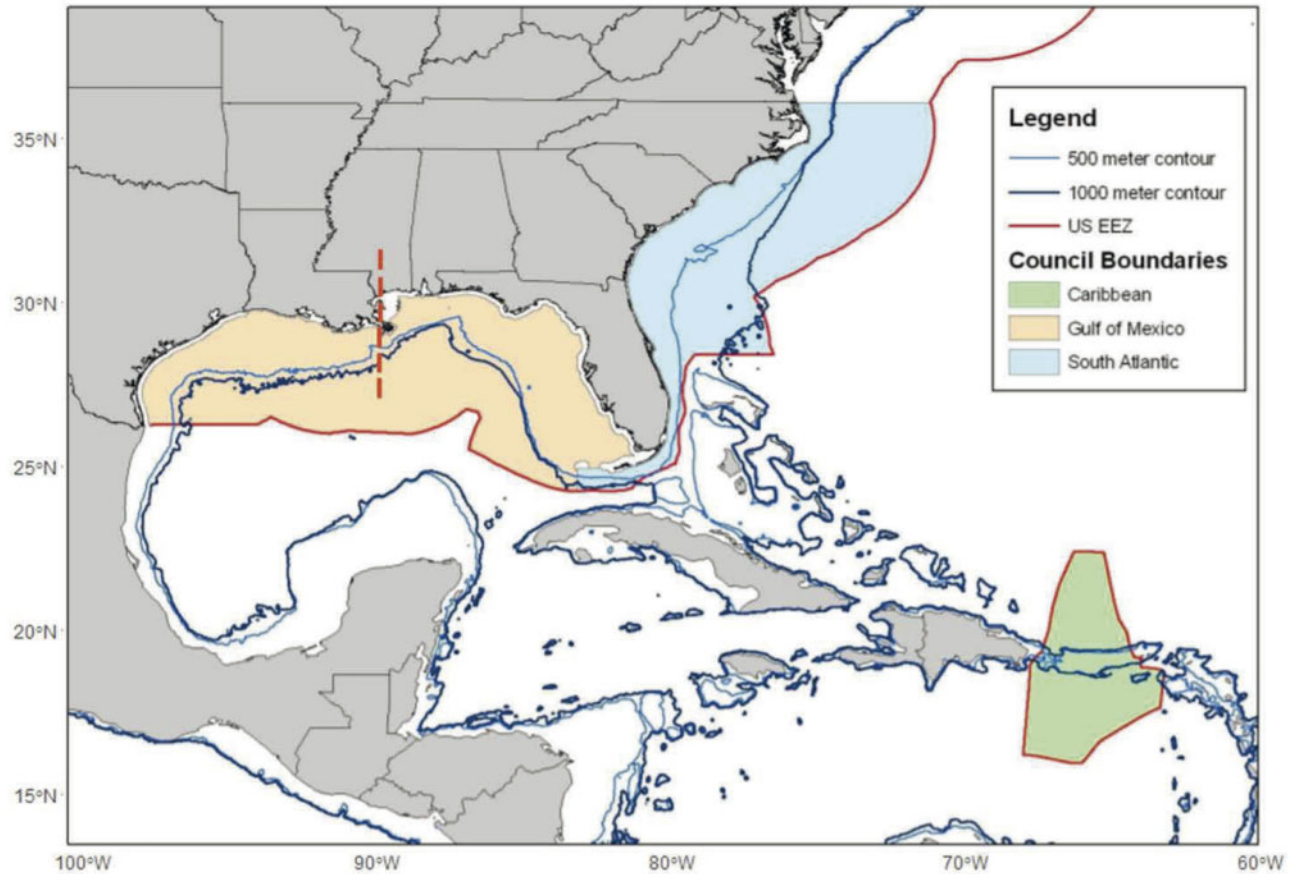 Legend
500 meter contour
1000 meter contour
US EEZ
Council Boundaries
Caribbean
Gulf of Mexico
South Atlantic
35°N
30°N
25°N
20°N
15°N
100°W 90°W 80°W 70°W 60°W